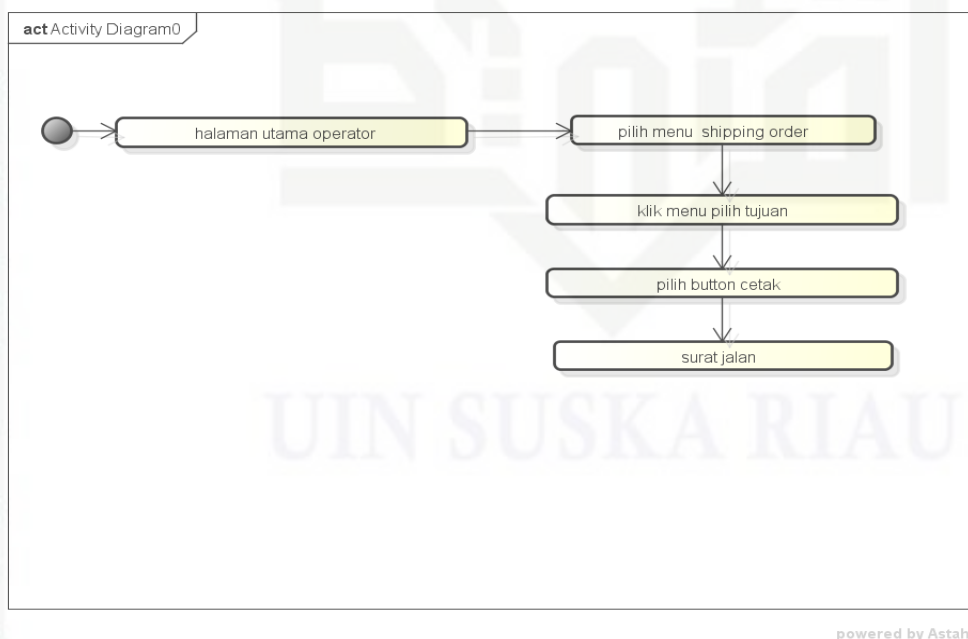 act Activity Diagram0
halaman utama operator
pilih menu shipping order
klik menu pilih tujuan
pilih button cetak
surat jalan
UIN SUSKA RIAU
powered by Astah